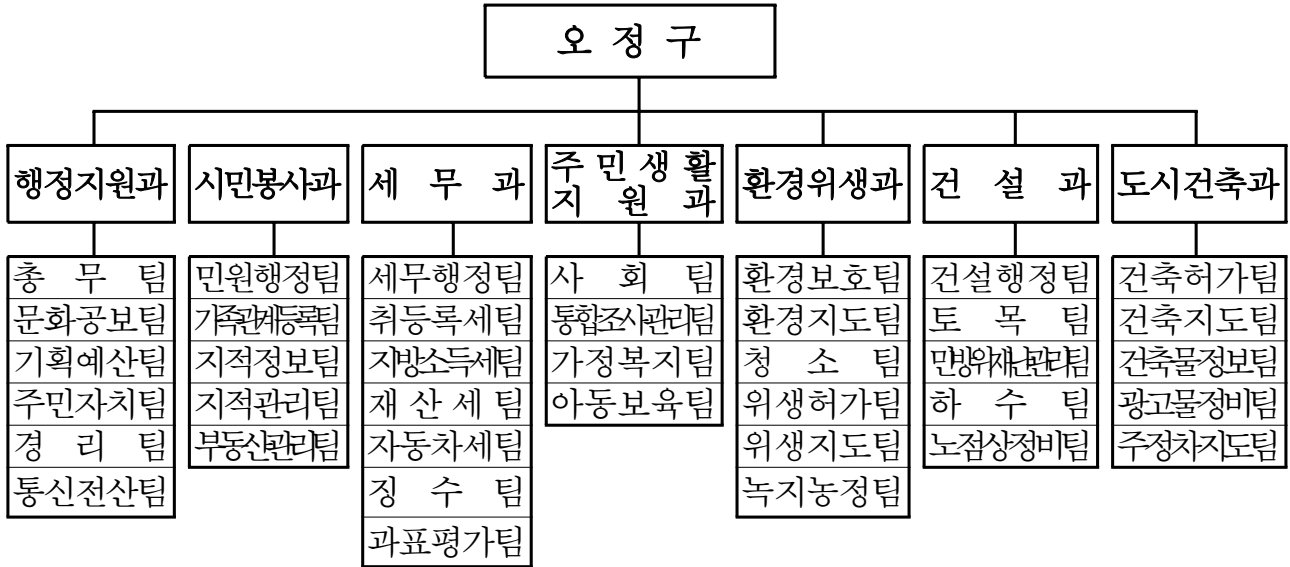 오 정 구
행정지원과
시민봉사과
세 무 과
주 민 생 활
지 원 과
환경위생과
건 설 과
도시건축과
총 무 팀
문화공보팀
기획예산팀
주민자치팀
경 리 팀
통신전산팀
민원행정팀
가족관계등록팀
지적정보팀
지적관리팀
부동산관리팀
세무행정팀
취등록세팀
지방소득세팀
재 산 세 팀
자동차세팀
징 수 팀
과표평가팀
사 회 팀
통합조사관리팀
가정복지팀
아동보육팀
환경보호팀
환경지도팀
청 소 팀
위생허가팀
위생지도팀
녹지농정팀
건설행정팀
토 목 팀
민방위재난관리팀
하 수 팀
노점상정비팀
건축허가팀
건축지도팀
건축물정보팀
광고물정비팀
주정차지도팀